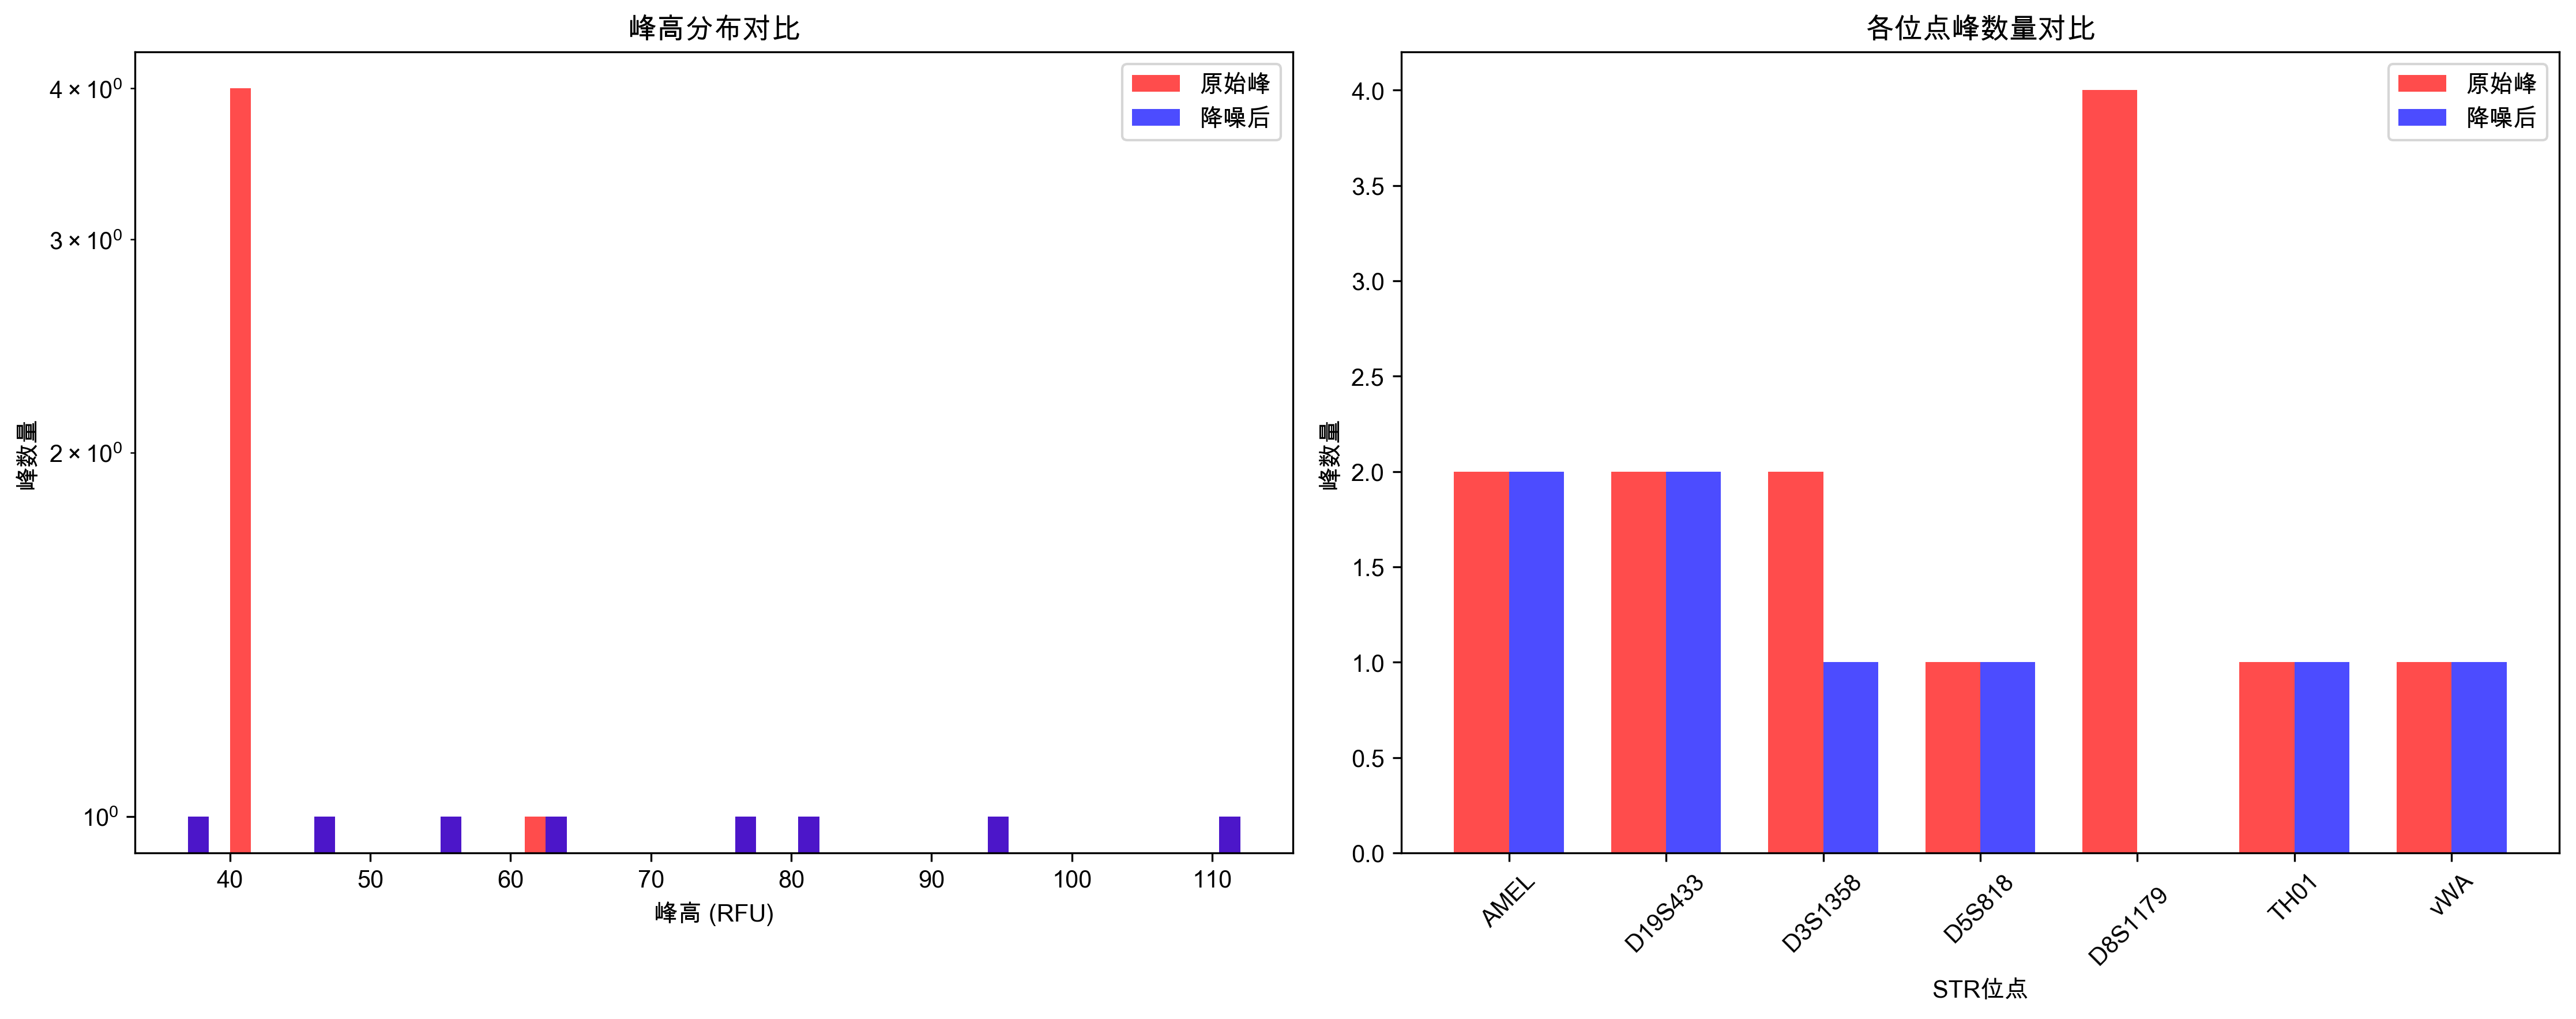 峰高分布对比
4 × 10⁰
3 × 10⁰
2 × 10⁰
10⁰
峰数量
原始峰
降噪后
40 50 60 70 80 90 100 110
峰高 (RFU)
各位点峰数量对比
4.0
3.5
3.0
2.5
2.0
1.5
1.0
0.5
0.0
峰数量
原始峰
降噪后
AMEL D19S433 D3S1358 D5S818 D8S1179 TH01 vWA
STR位点